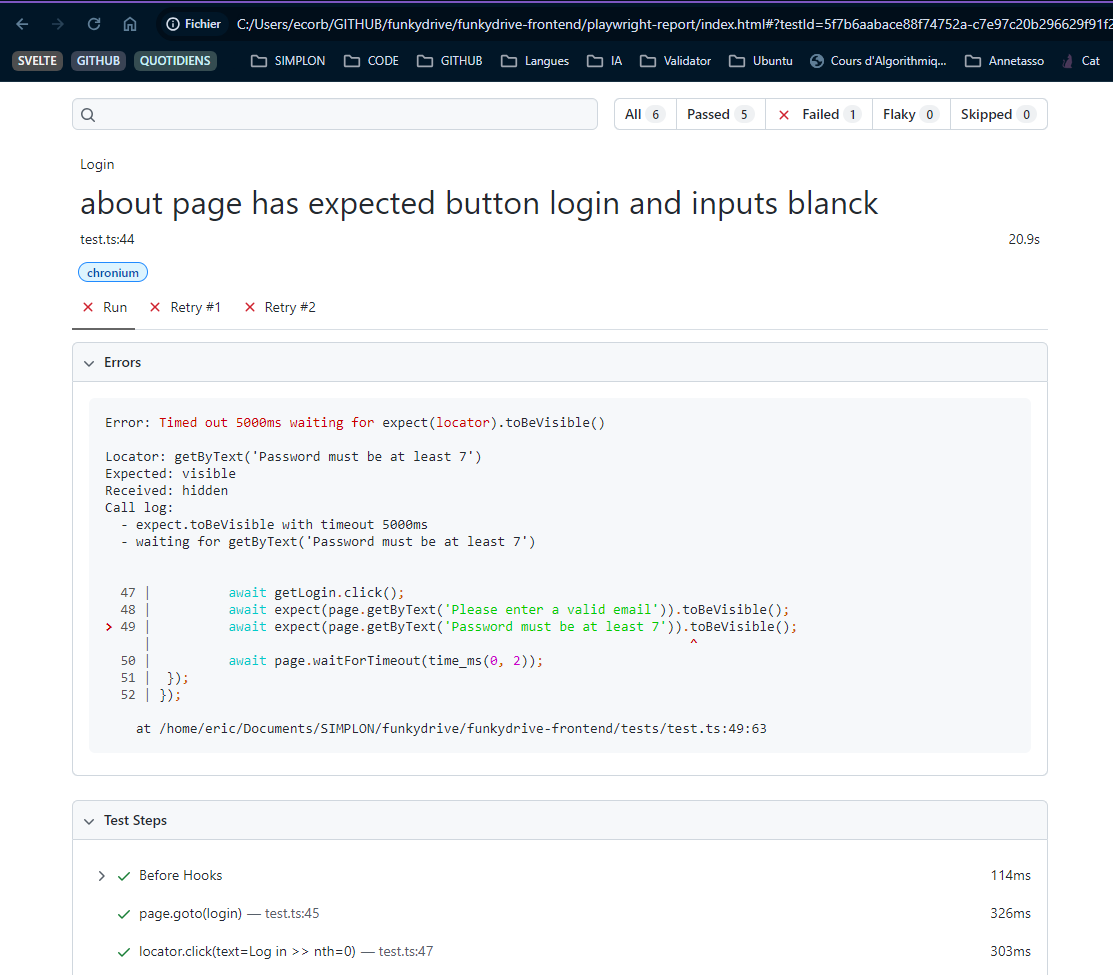 Fichier C:/Users/ecorb/GITHUB/funkydrive/funkydrive-frontend/playwright-report/index.html#?testId=5f7b6aabace88f74752a-c7e97c20b296629f91f2
SVELTE GITHUB QUOTIDIENS SIMPLON CODE GITHUB Langues IA Validator Ubuntu Cours d'Algorithmiq... Annetasso Cat
All 6 Passed 5 Failed 1 Flaky 0 Skipped 0
Login
about page has expected button login and inputs blanck
test.ts:44 20.9s
chronium
Run Retry #1 Retry #2
Errors
Error: Timed out 5000ms waiting for expect(locator).toBeVisible()
Locator: getByText('Password must be at least 7')
Expected: visible
Received: hidden
Call log:
- expect.toBeVisible with timeout 5000ms
- waiting for getByText('Password must be at least 7')
47 | await getLogin.click();
48 | await expect(page.getByText('Please enter a valid email')).toBeVisible();
> 49 | await expect(page.getByText('Password must be at least 7')).toBeVisible();
| ^
50 | await page.waitForTimeout(time_ms(0, 2));
51 | });
52 | });
at /home/eric/Documents/SIMPLON/funkydrive/funkydrive-frontend/tests/test.ts:49:63
Test Steps
Before Hooks 114ms
page.goto(login) — test.ts:45 326ms
locator.click(text=Log in >> nth=0) — test.ts:47 303ms